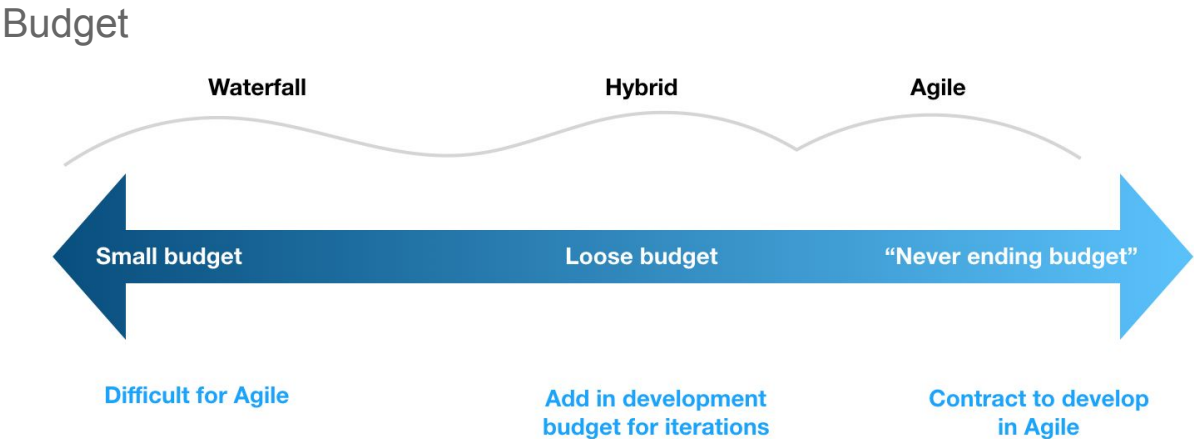 Budget
Waterfall
Hybrid
Agile
Small budget
Loose budget
“Never ending budget”
Difficult for Agile
Add in development
budget for iterations
Contract to develop
in Agile